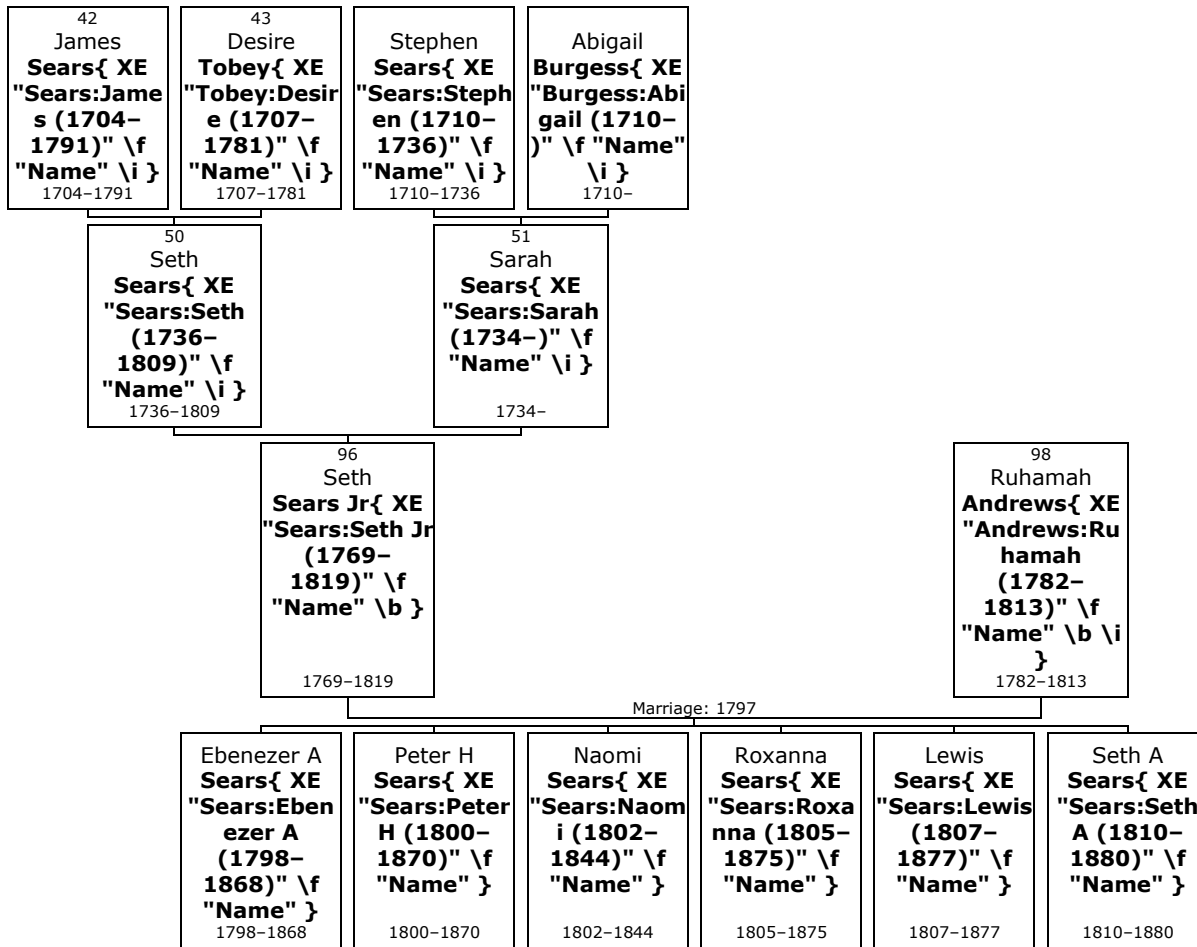 42
James
Sears{ XE
"Sears:Jame
s (1704–
1791)" \f
"Name" \i }
1704–1791
43
Desire
Tobey{ XE
"Tobey:Desir
e (1707–
1781)" \f
"Name" \i }
1707–1781
Stephen
Sears{ XE
"Sears:Steph
en (1710–
1736)" \f
"Name" \i }
1710–1736
Abigail
Burgess{ XE
"Burgess:Abi
gail (1710–
)" \f "Name"
\i }
1710–
50
Seth
Sears{ XE
"Sears:Seth
(1736–
1809)" \f
"Name" \i }
1736–1809
51
Sarah
Sears{ XE
"Sears:Sarah
(1734–)" \f
"Name" \i }
1734–
96
Seth
Sears Jr{ XE
"Sears:Seth Jr
(1769–
1819)" \f
"Name" \b }
1769–1819
98
Ruhamah
Andrews{ XE
"Andrews:Ru
hamah
(1782–
1813)" \f
"Name" \b \i
}
1782–1813
Marriage: 1797
Ebenezer A
Sears{ XE
"Sears:Eben
ezer A
(1798–
1868)" \f
"Name" }
1798–1868
Peter H
Sears{ XE
"Sears:Peter
H (1800–
1870)" \f
"Name" }
1800–1870
Naomi
Sears{ XE
"Sears:Naom
i (1802–
1844)" \f
"Name" }
1802–1844
Roxanna
Sears{ XE
"Sears:Roxa
nna (1805–
1875)" \f
"Name" }
1805–1875
Lewis
Sears{ XE
"Sears:Lewis
(1807–
1877)" \f
"Name" }
1807–1877
Seth A
Sears{ XE
"Sears:Seth
A (1810–
1880)" \f
"Name" }
1810–1880